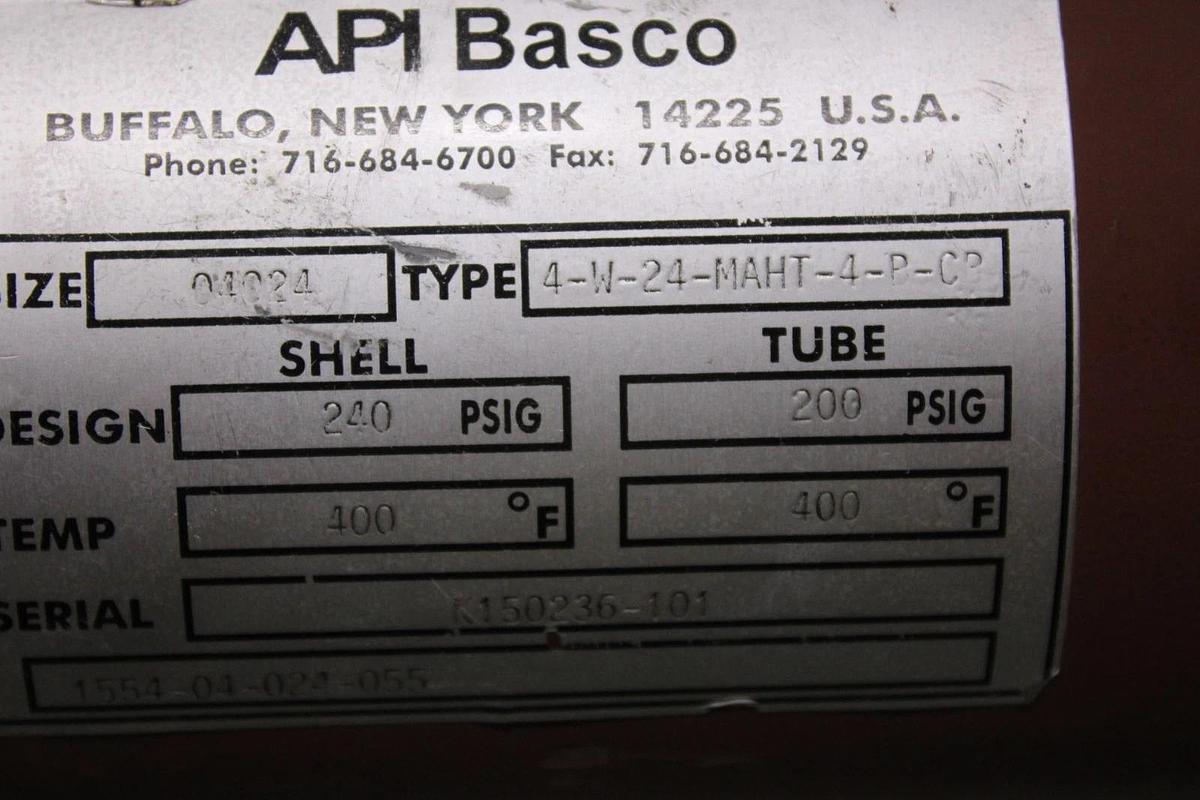 API Basco
BUFFALO, NEW YORK 14225 U.S.A.
Phone: 716-684-6700 Fax: 716-684-2129
SIZE 04024 TYPE 4-W-24-MAHT-4-P-CP
SHELL TUBE
DESIGN 240 PSIG 200 PSIG
TEMP 400 °F 400 °F
SERIAL K150236-101
1554-04-024-055